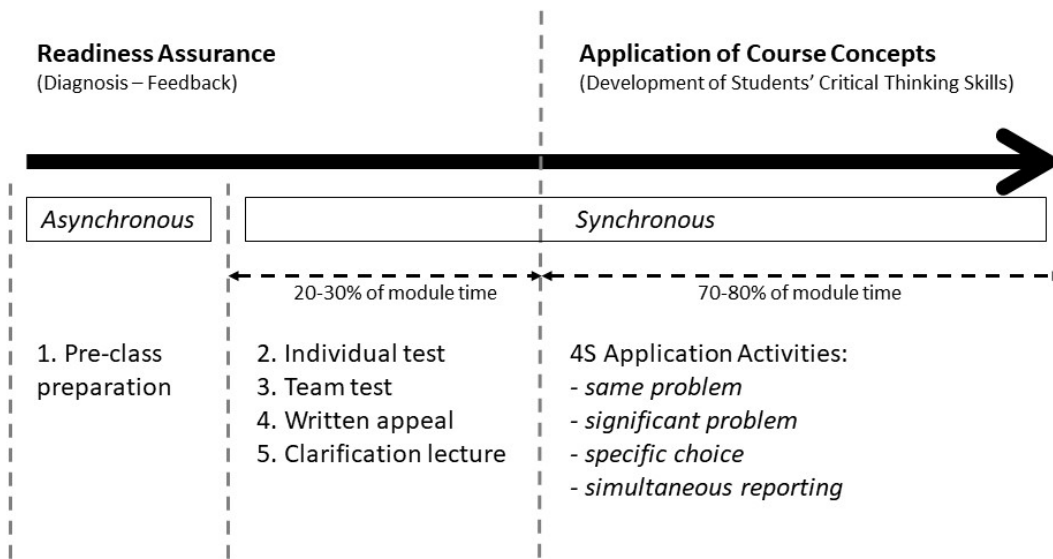 Readiness Assurance
(Diagnosis – Feedback)
Application of Course Concepts
(Development of Students’ Critical Thinking Skills)
Asynchronous
Synchronous
20-30% of module time
70-80% of module time
1. Pre-class
preparation
2. Individual test
3. Team test
4. Written appeal
5. Clarification lecture
4S Application Activities:
- same problem
- significant problem
- specific choice
- simultaneous reporting